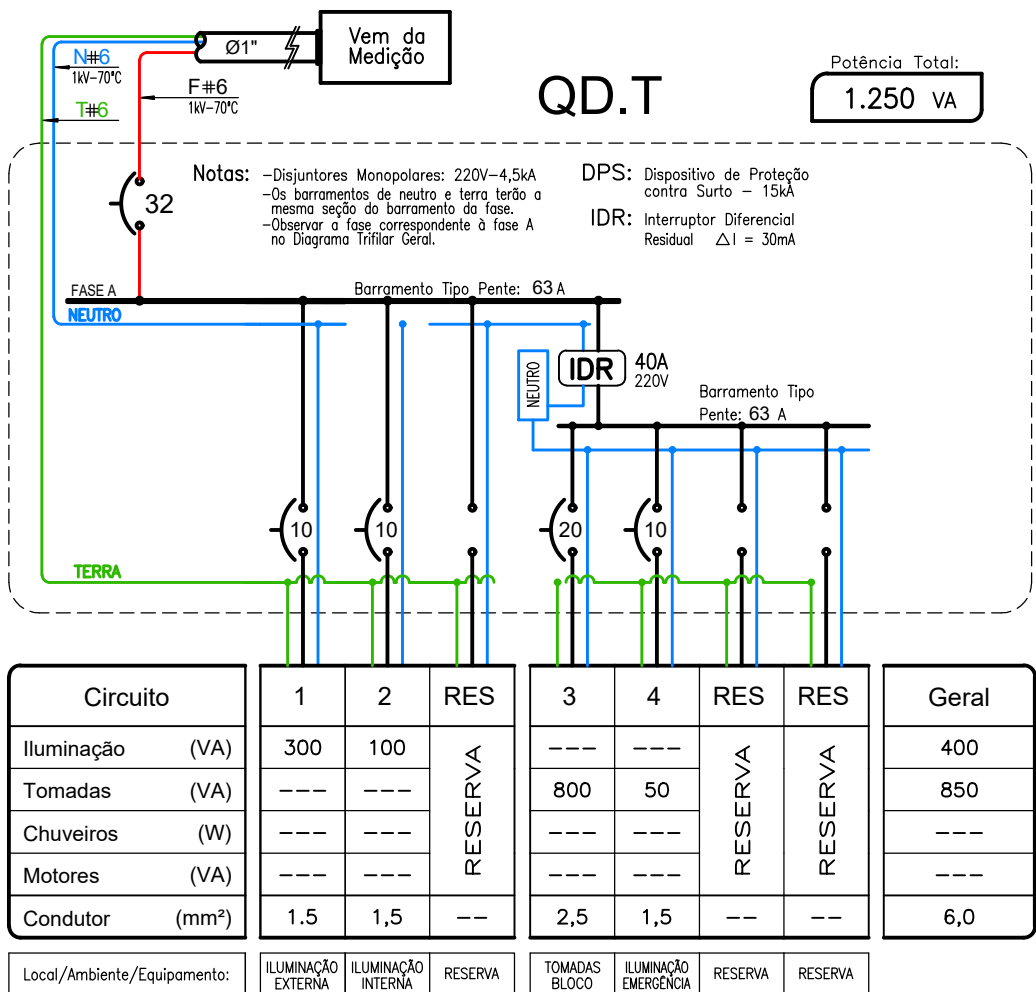 Vem da
Medição
Ø1"
N#6
1kV-70°C
F#6
1kV-70°C
T#6
QD.T
Potência Total:
1.250 VA
Notas: -Disjuntores Monopolares: 220V-4,5kA
-Os barramentos de neutro e terra terão a
mesma seção do barramento da fase.
-Observar a fase correspondente à fase A
no Diagrama Trifilar Geral.
DPS: Dispositivo de Proteção
contra Surto - 15kA
IDR: Interruptor Diferencial
Residual △I = 30mA
32
FASE A
Barramento Tipo Pente: 63 A
NEUTRO
NEUTRO
IDR
40A
220V
Barramento Tipo
Pente: 63 A
10
10
20
10
TERRA
Circuito 1 2 RES 3 4 RES RES Geral
Iluminação (VA) 300 100 --- --- 400
Tomadas (VA) --- --- 800 50 850
Chuveiros (W) --- --- --- --- ---
Motores (VA) --- --- --- --- ---
RESERVA
RESERVA
RESERVA
Condutor (mm²) 1.5 1,5 -- 2,5 1,5 -- -- 6,0
Local/Ambiente/Equipamento:
ILUMINAÇÃO
EXTERNA
ILUMINAÇÃO
INTERNA
RESERVA
TOMADAS
BLOCO
ILUMINAÇÃO
EMERGÊNCIA
RESERVA
RESERVA